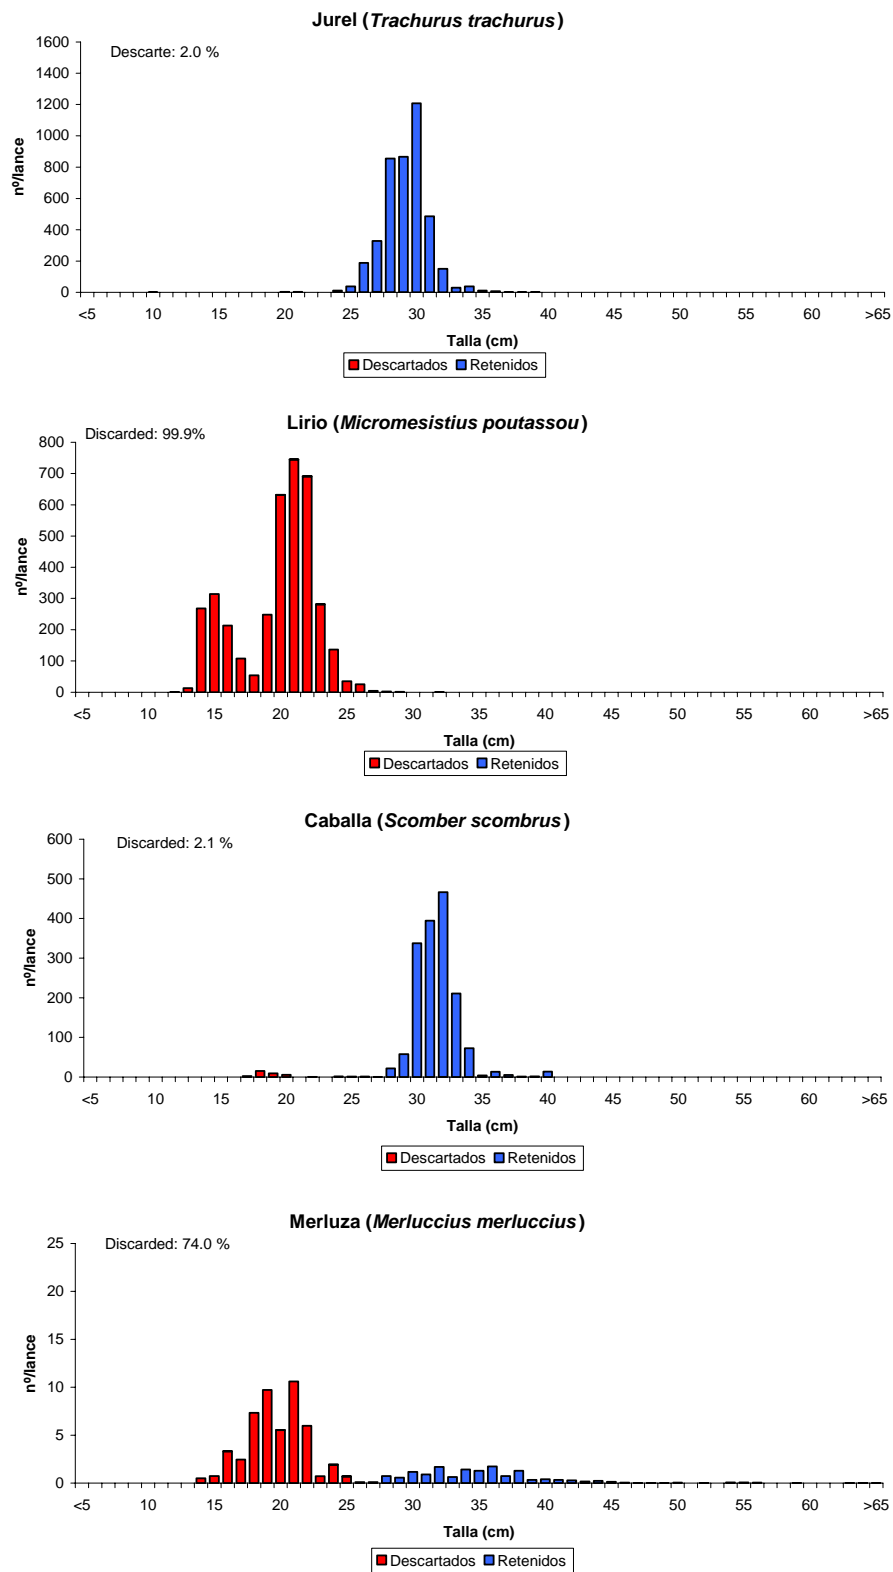 Jurel (Trachurus trachurus)
Descarte: 2.0 %
1600
1400
1200
1000
800
600
400
200
0
nº/lance
<5 10 15 20 25 30 35 40 45 50 55 60 >65
Talla (cm)
Descartados Retenidos
Lirio (Micromesistius poutassou)
Discarded: 99.9%
800
700
600
500
400
300
200
100
0
nº/lance
<5 10 15 20 25 30 35 40 45 50 55 60 >65
Talla (cm)
Descartados Retenidos
Caballa (Scomber scombrus)
Discarded: 2.1 %
600
500
400
300
200
100
0
nº/lance
<5 10 15 20 25 30 35 40 45 50 55 60 >65
Talla (cm)
Descartados Retenidos
Merluza (Merluccius merluccius)
Discarded: 74.0 %
25
20
15
10
5
0
nº/lance
<5 10 15 20 25 30 35 40 45 50 55 60 >65
Talla (cm)
Descartados Retenidos